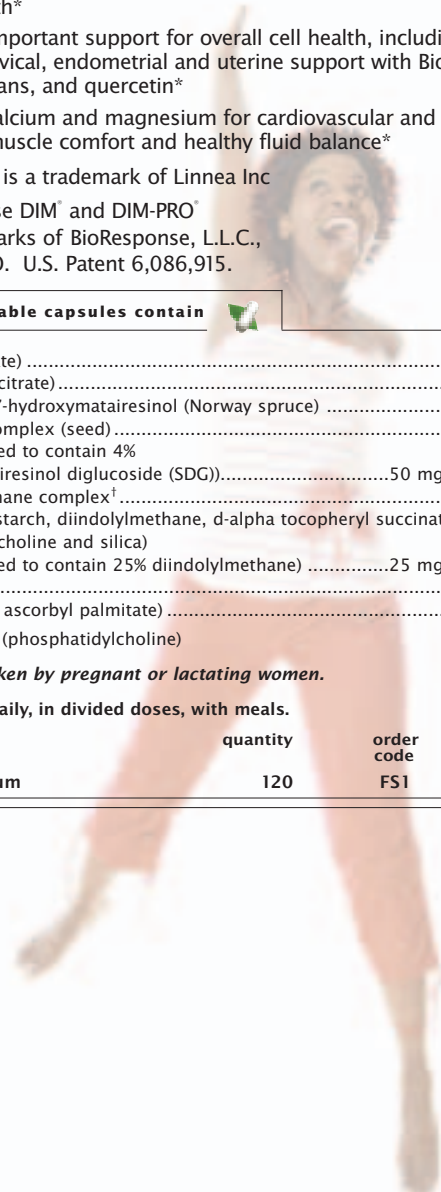 th*
mportant support for overall cell health, includi
vical, endometrial and uterine support with Bio
ans, and quercetin*
alcium and magnesium for cardiovascular and
muscle comfort and healthy fluid balance*
is a trademark of Linnea Inc
se DIM® and DIM-PRO®
arks of BioResponse, L.L.C.,
O. U.S. Patent 6,086,915.
able capsules contain
te) ........................................................................
citrate)..................................................................
7-hydroxymatairesinol (Norway spruce) ....................
omplex (seed).......................................................
ed to contain 4%
iresinol diglucoside (SDG))...............................50 mg
hane complex†......................................................
starch, diindolylmethane, d-alpha tocopheryl succinat
choline and silica)
ed to contain 25% diindolylmethane) ...............25 mg
............................................................................
ascorbyl palmitate) ................................................
(phosphatidylcholine)
ken by pregnant or lactating women.
aily, in divided doses, with meals.
quantity order code
um 120 FS1